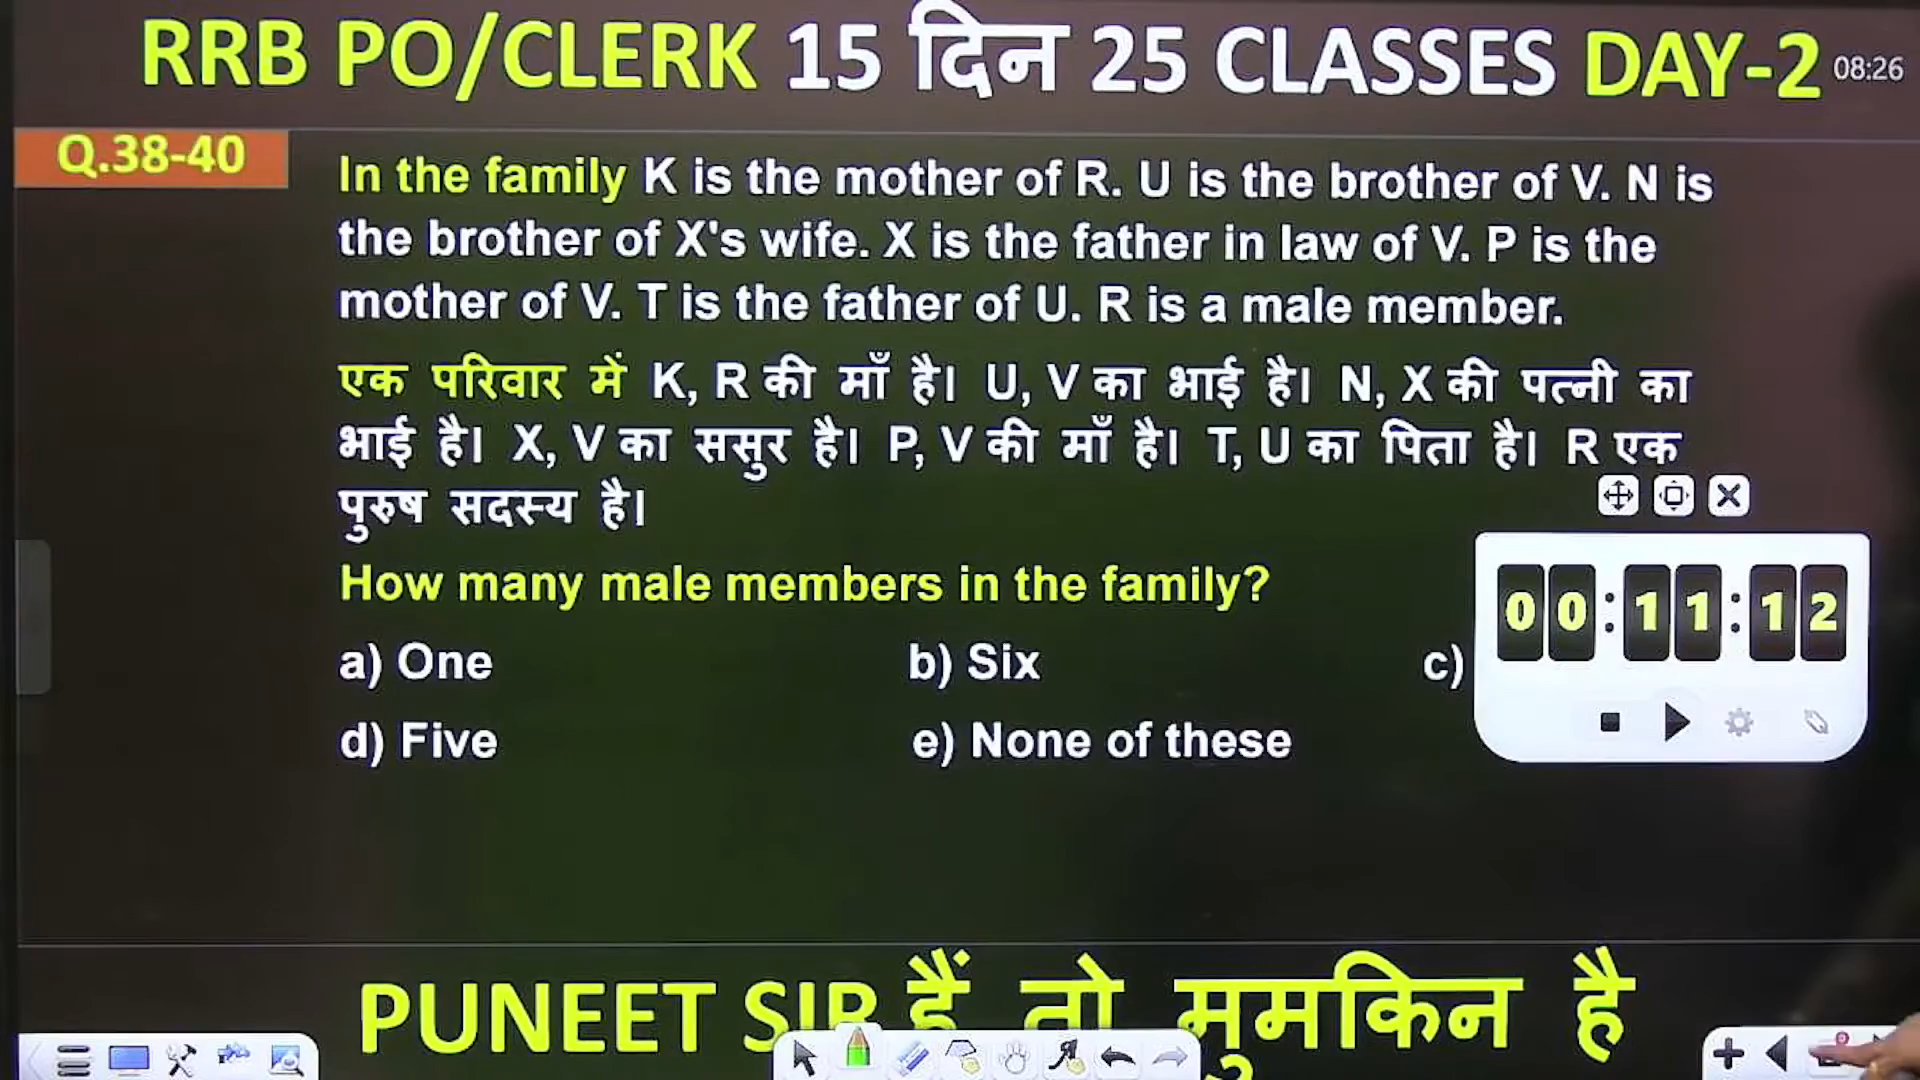 RRB PO/CLERK 15 दिन 25 CLASSES DAY-2 08:26
Q.38-40
In the family K is the mother of R. U is the brother of V. N is
the brother of X's wife. X is the father in law of V. P is the
mother of V. T is the father of U. R is a male member.
एक परिवार में K, R की माँ है। U, V का भाई है। N, X की पत्नी का
भाई है। X, V का ससुर है। P, V की माँ है। T, U का पिता है। R एक
पुरुष सदस्य है।
How many male members in the family?
00:11:12
a) One b) Six c)
d) Five e) None of these
PUNEET SIR हैं तो मुमकिन है